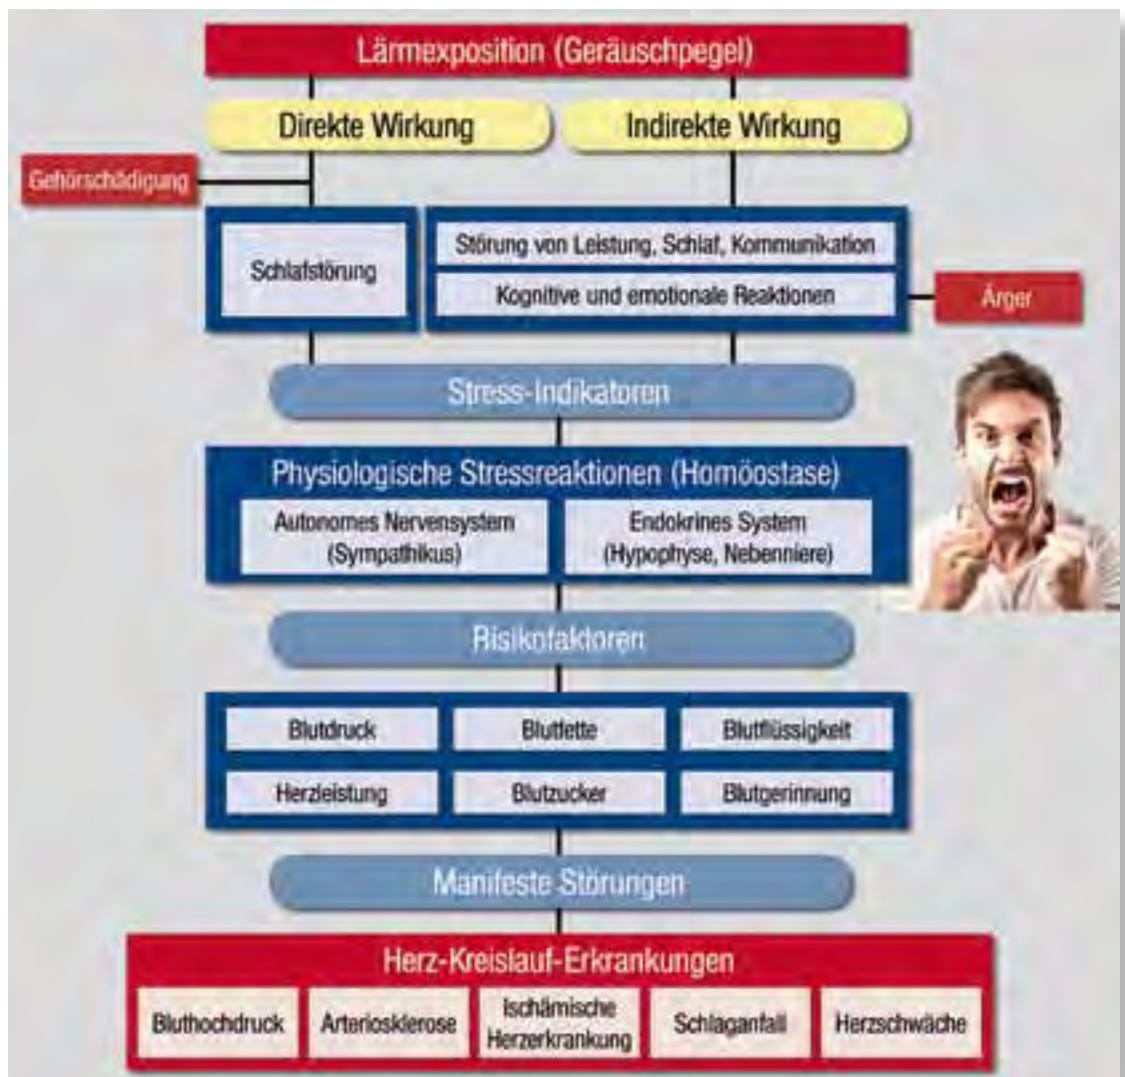 Lärmexposition (Geräuschpegel)
Direkte Wirkung
Indirekte Wirkung
Gehörschädigung
Schlafstörung
Störung von Leistung, Schlaf, Kommunikation
Kognitive und emotionale Reaktionen
Ärger
Stress-Indikatoren
Physiologische Stressreaktionen (Homöostase)
Autonomes Nervensystem
(Sympathikus)
Endokrines System
(Hypophyse, Nebenniere)
Risikofaktoren
Blutdruck
Blutfette
Blutflüssigkeit
Herzleistung
Blutzucker
Blutgerinnung
Manifeste Störungen
Herz-Kreislauf-Erkrankungen
Bluthochdruck
Arteriosklerose
Ischämische
Herzerkrankung
Schlaganfall
Herzschwäche